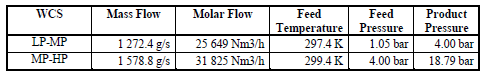 WCS Mass Flow Molar Flow Feed Temperature Feed Pressure Product Pressure
LP-MP 1 272.4 g/s 25 649 Nm3/h 297.4 K 1.05 bar 4.00 bar
MP-HP 1 578.8 g/s 31 825 Nm3/h 299.4 K 4.00 bar 18.79 bar